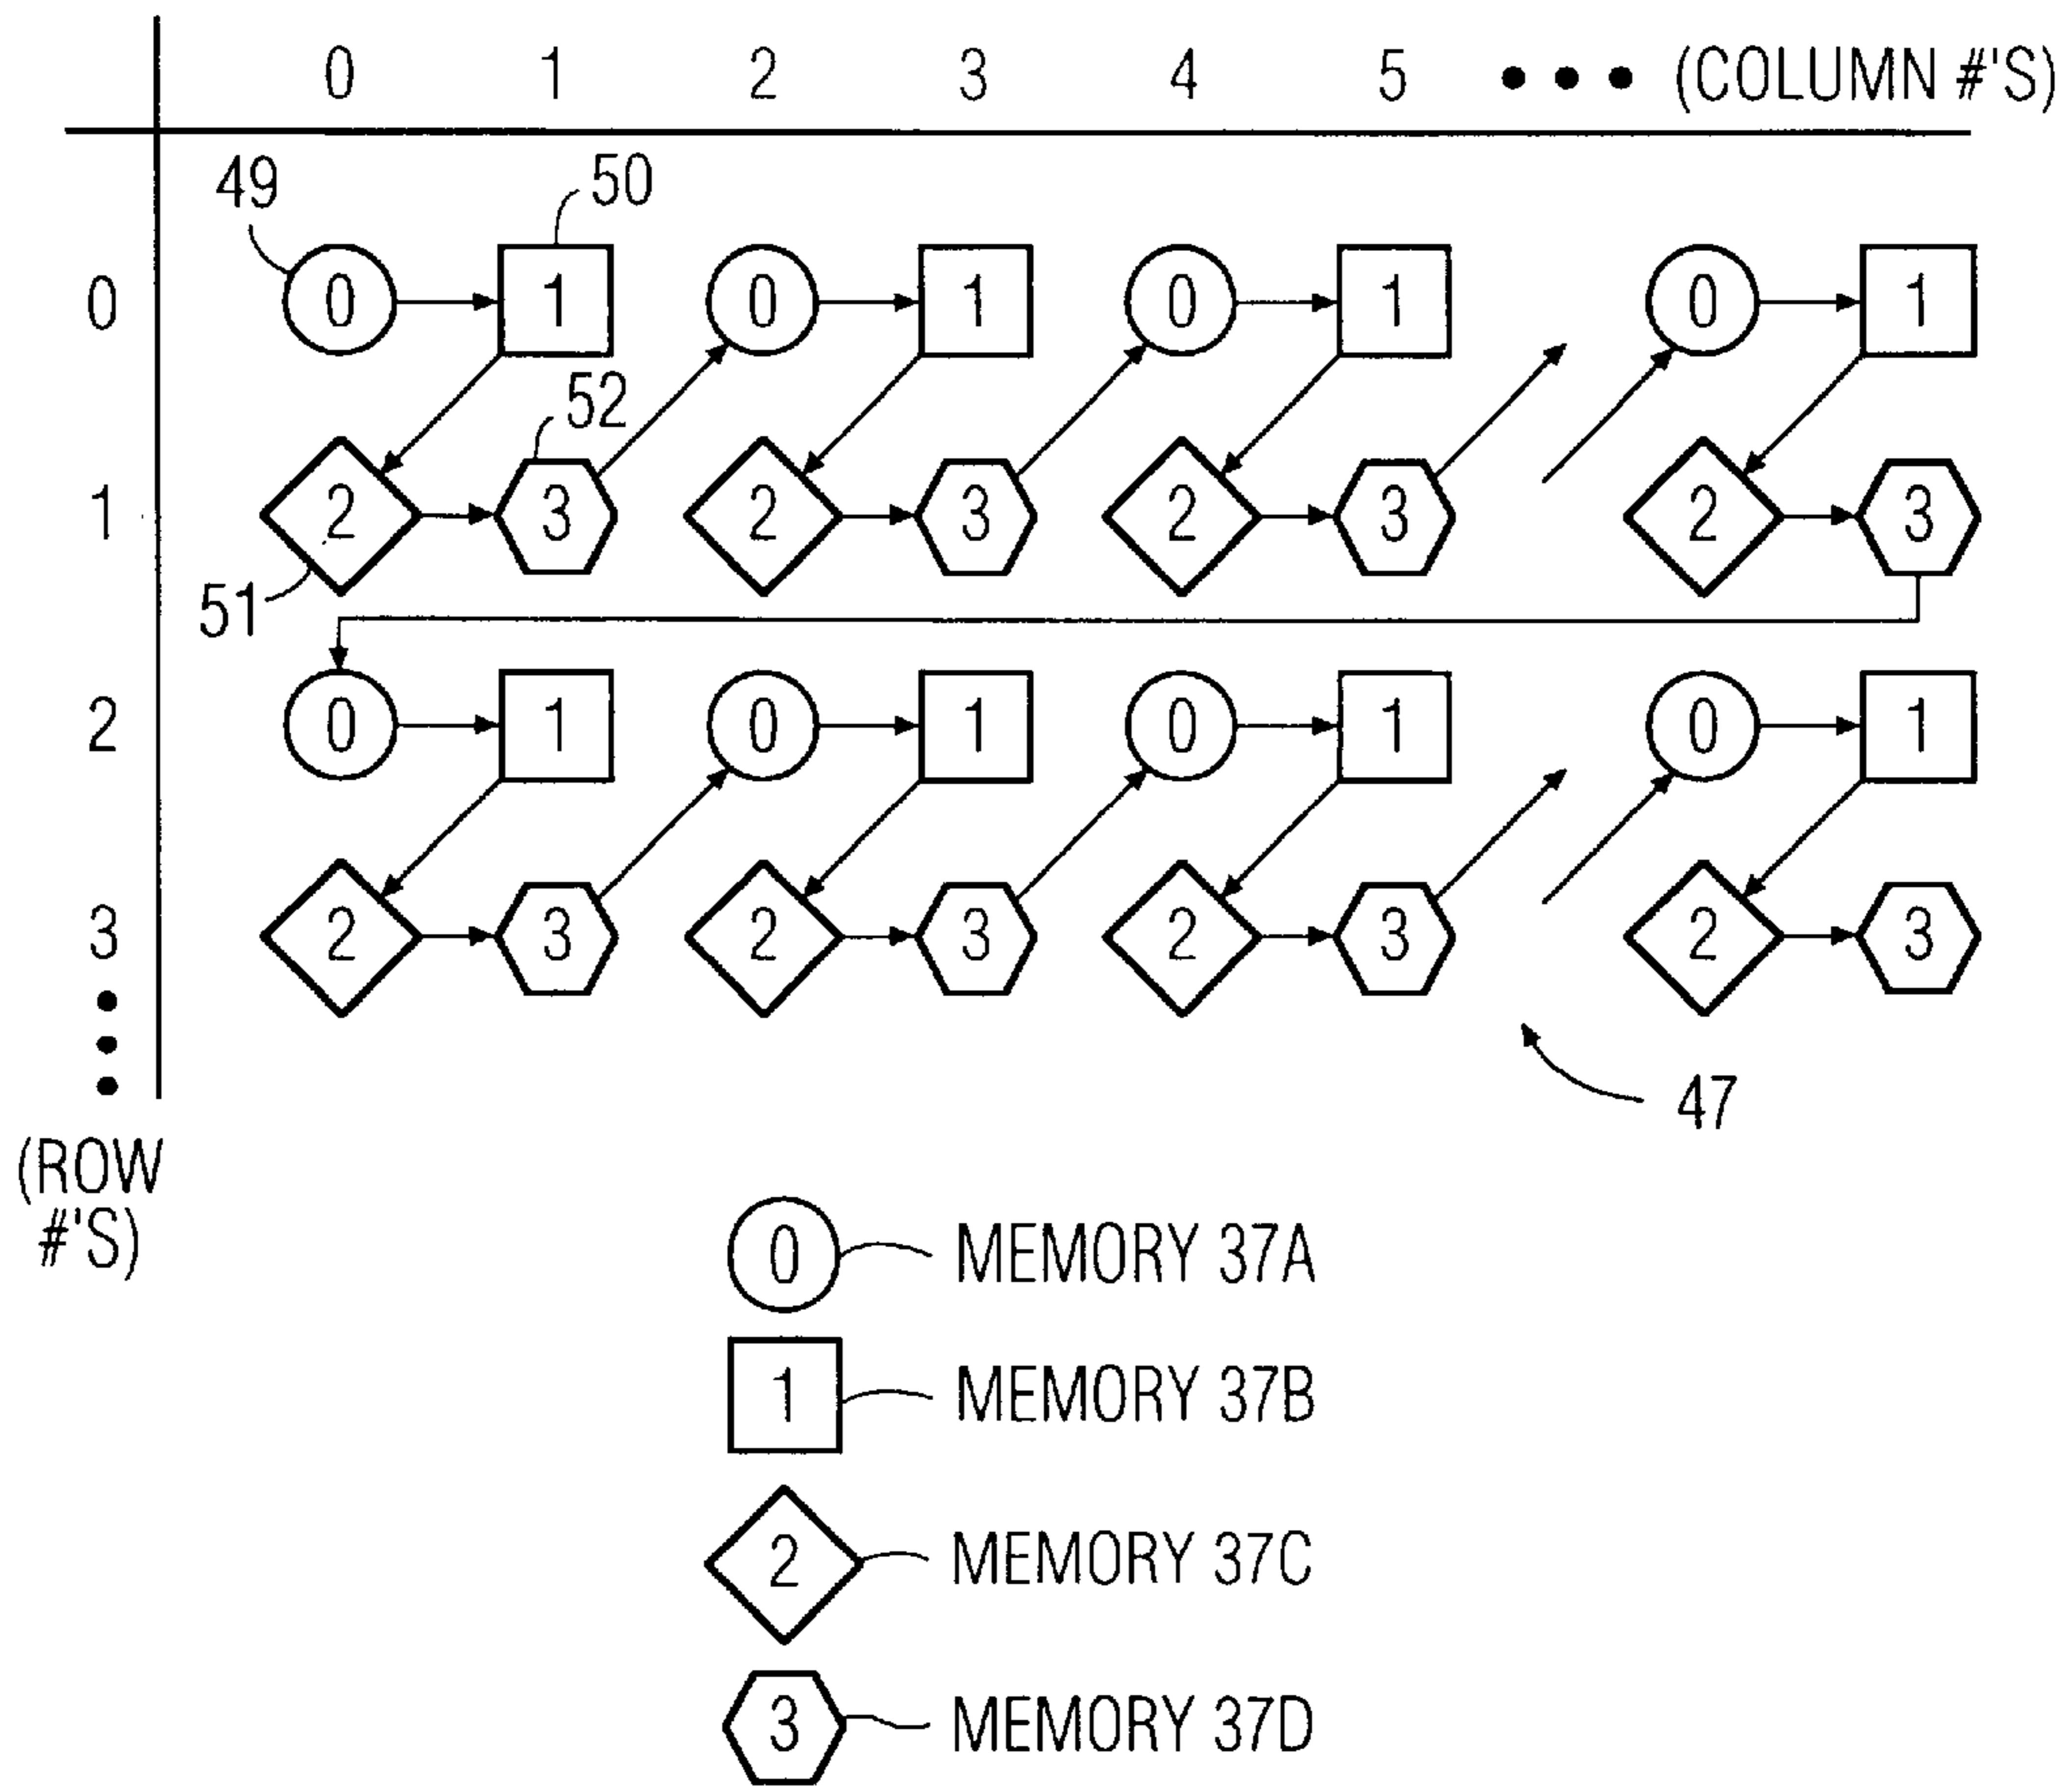 0 1 2 3 4 5 ••• (COLUMN #'S)
49 50
0 0 1 0 1 0 1 0 1
52
1 2 3 2 3 2 3 2 3
51
2 0 1 0 1 0 1 0 1
3 2 3 2 3 2 3 2 3
47
(ROW
#'S)
0 MEMORY 37A
1 MEMORY 37B
2 MEMORY 37C
3 MEMORY 37D